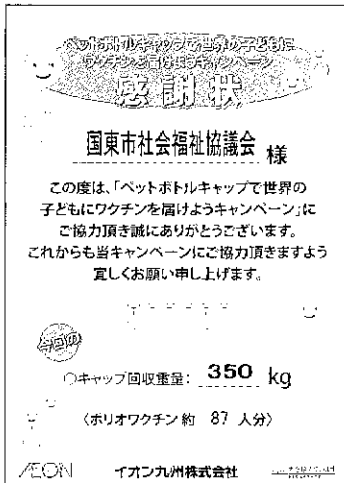 ペットボトルキャップで世界の子どもに
ワクチンを届けようキャンペーン
感謝状
国東市社会福祉協議会 様
この度は、「ペットボトルキャップで世界の
子どもにワクチンを届けようキャンペーン」に
ご協力頂き誠にありがとうございます。
これからも当キャンペーンにご協力頂きますよう
宜しくお願い申し上げます。
今回の
○キャップ回収重量: 350 kg
〈ポリオワクチン約 87 人分〉
ÆON イオン九州株式会社